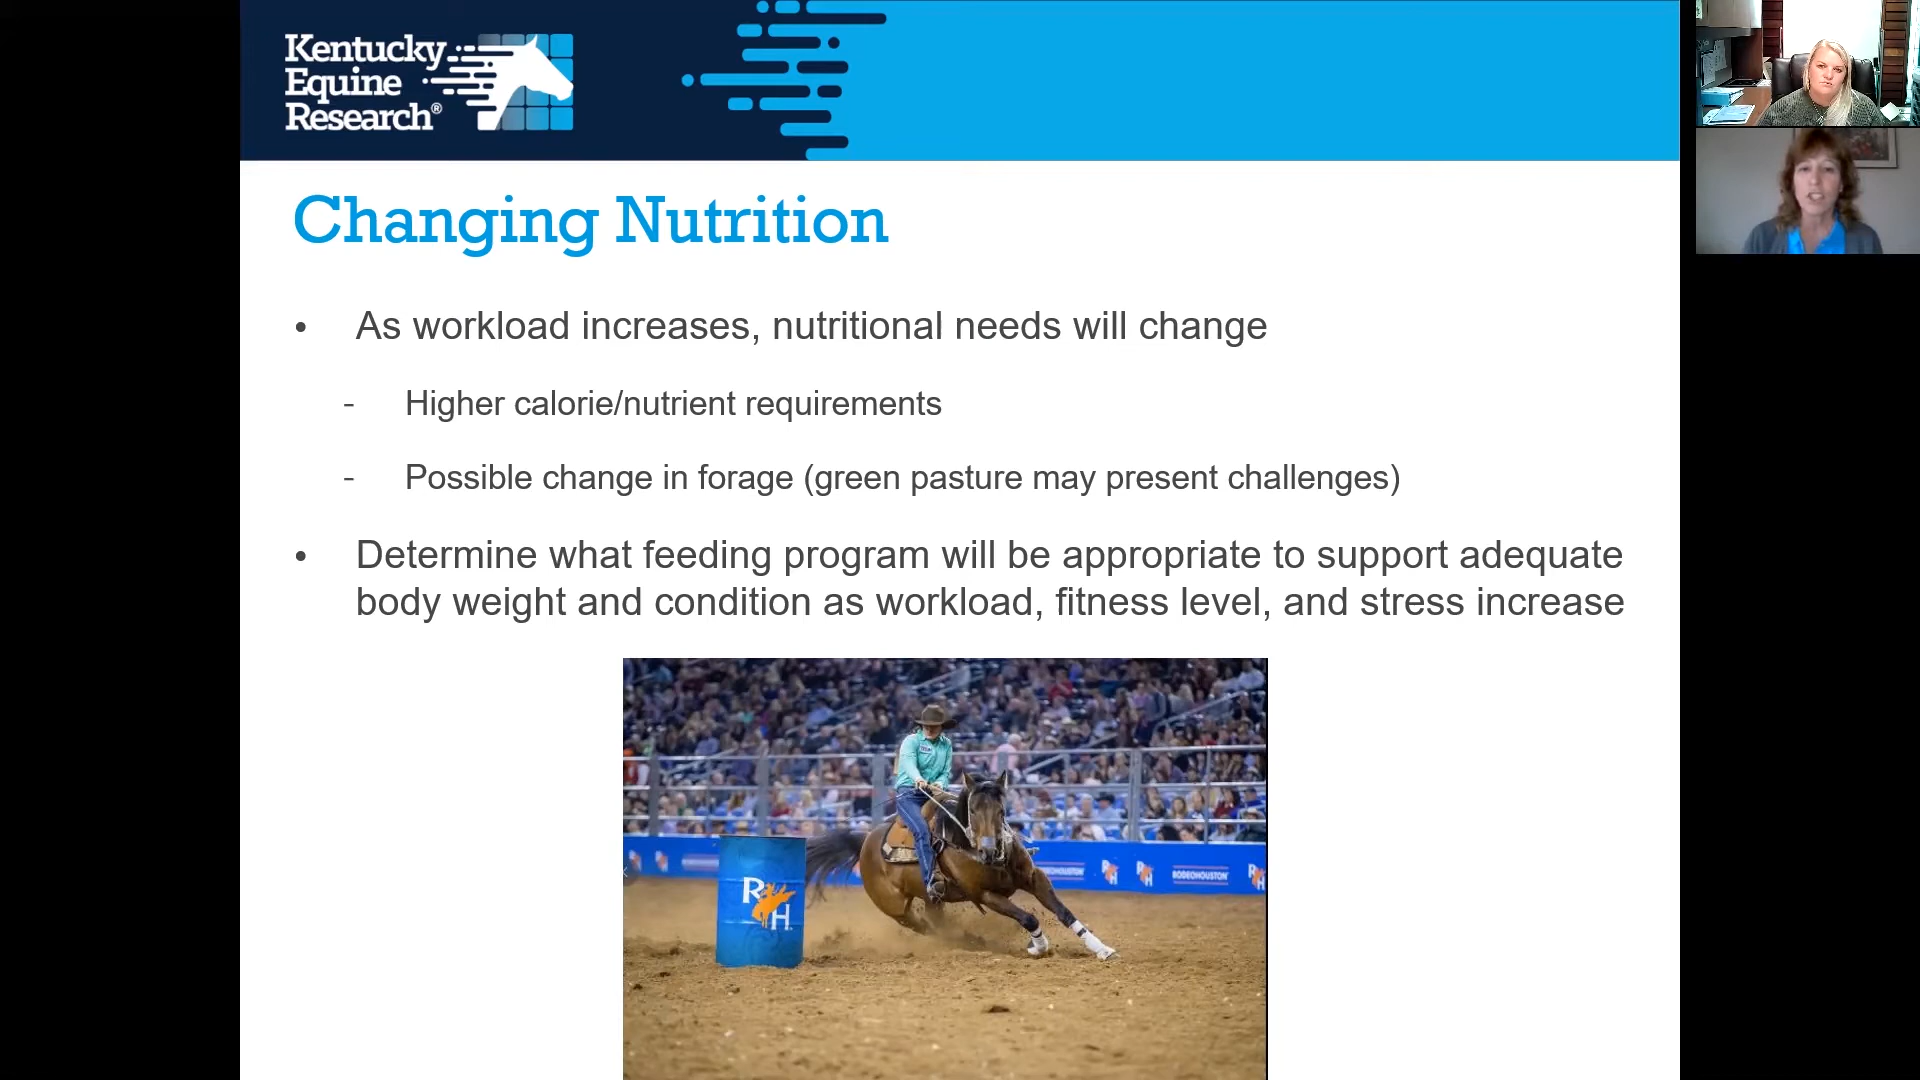 Kentucky
Equine
Research®
Changing Nutrition
• As workload increases, nutritional needs will change
- Higher calorie/nutrient requirements
- Possible change in forage (green pasture may present challenges)
• Determine what feeding program will be appropriate to support adequate
body weight and condition as workload, fitness level, and stress increase
RODEOHOUSTON
R
H